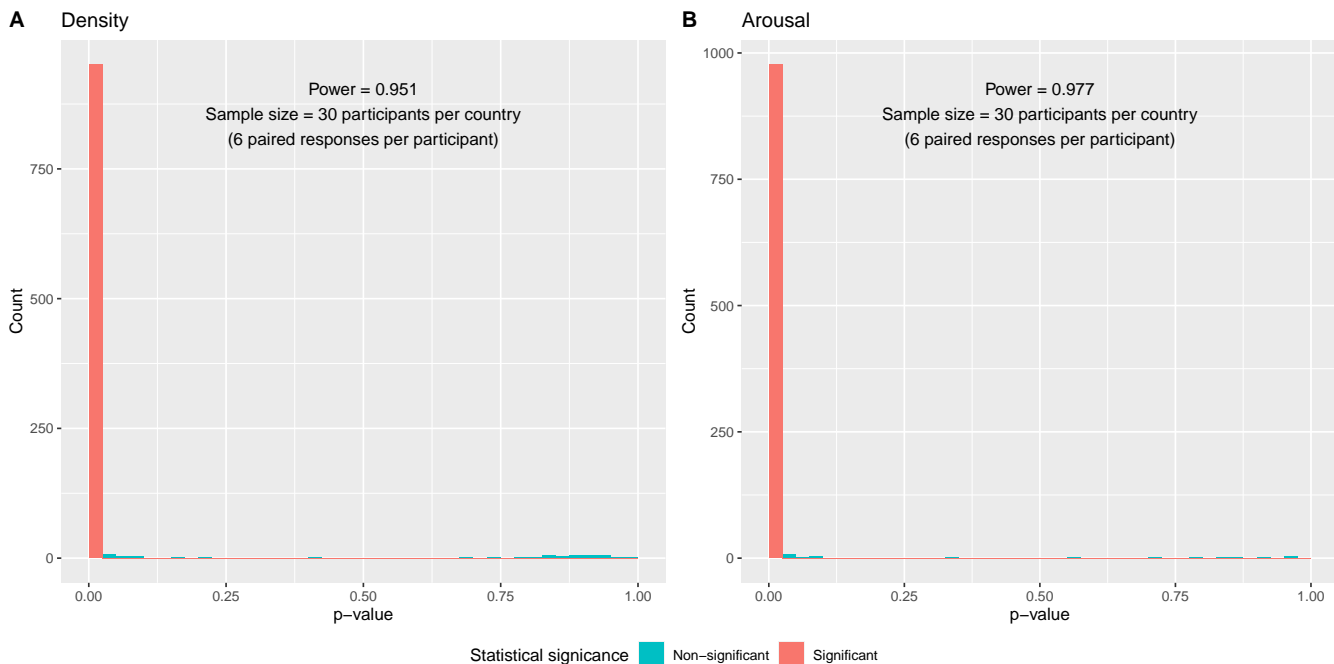 A Density
Power = 0.951
Sample size = 30 participants per country
(6 paired responses per participant)
750
500
250
0
Count
0.00 0.25 0.50 0.75 1.00
p-value
B Arousal
Power = 0.977
Sample size = 30 participants per country
(6 paired responses per participant)
1000
750
500
250
0
Count
0.00 0.25 0.50 0.75 1.00
p-value
Statistical signicance Non-significant Significant